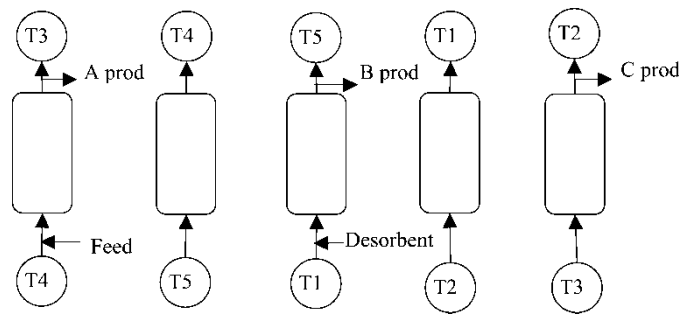 T3 T4 T5 T1 T2
A prod B prod C prod
Feed Desorbent
T4 T5 T1 T2 T3